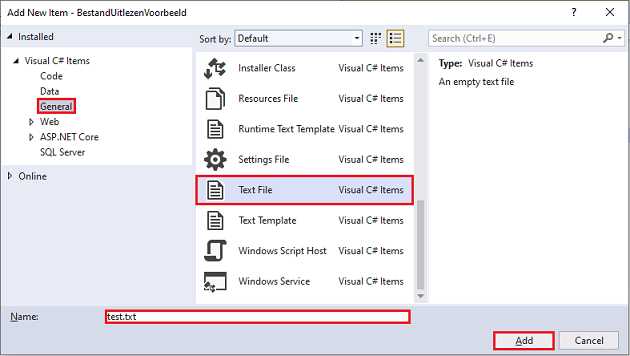 Add New Item - BestandUitlezenVoorbeeld
? ×
Installed
Sort by: Default
Search (Ctrl+E)
Visual C# Items
Code
Data
General
Web
ASP.NET Core
SQL Server
Online
Installer Class Visual C# Items
Resources File Visual C# Items
Runtime Text Template Visual C# Items
Settings File Visual C# Items
Text File Visual C# Items
Text Template Visual C# Items
Windows Script Host Visual C# Items
Windows Service Visual C# Items
Type: Visual C# Items
An empty text file
Name: test.txt
Add Cancel